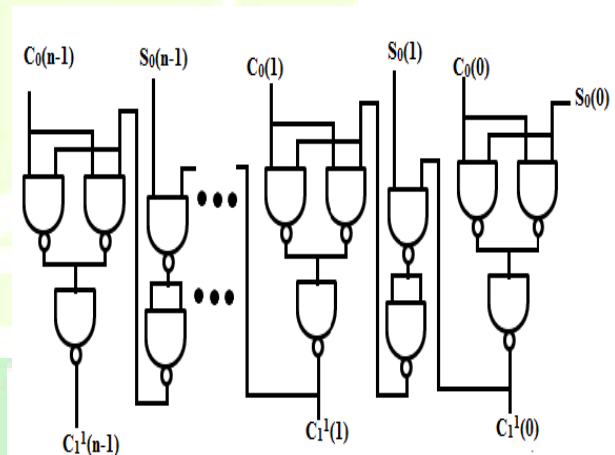 C₀(n-1) S₀(n-1) C₀(1) S₀(1) C₀(0)
S₀(0)
C₁¹(n-1) C₁¹(1) C₁¹(0)